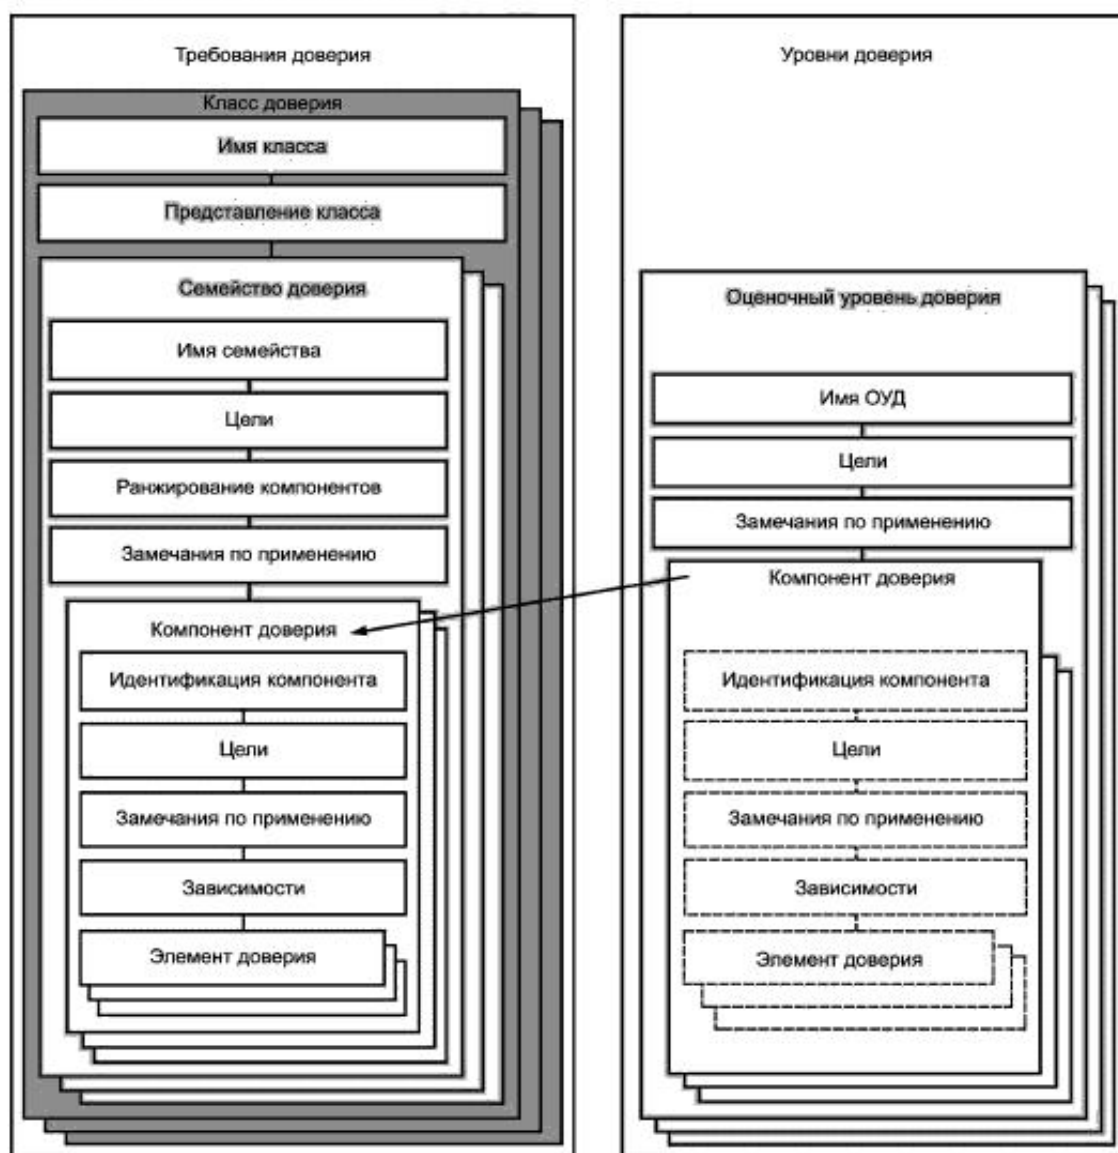 Требования доверия
Класс доверия
Имя класса
Представление класса
Семейство доверия
Имя семейства
Цели
Ранжирование компонентов
Замечания по применению
Компонент доверия
Идентификация компонента
Цели
Замечания по применению
Зависимости
Элемент доверия
Уровни доверия
Оценочный уровень доверия
Имя ОУД
Цели
Замечания по применению
Компонент доверия
Идентификация компонента
Цели
Замечания по применению
Зависимости
Элемент доверия